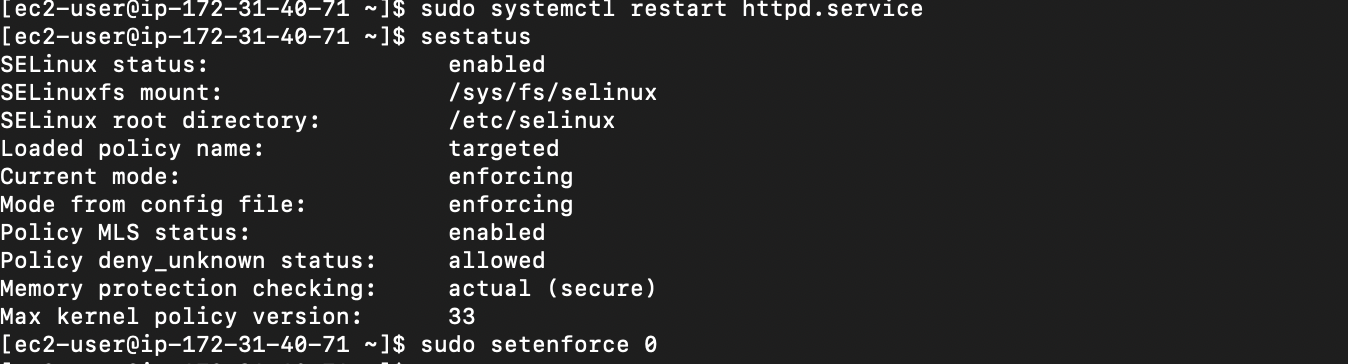 [ec2-user@ip-172-31-40-71 ~]$ sudo systemctl restart httpd.service
[ec2-user@ip-172-31-40-71 ~]$ sestatus
SELinux status:                 enabled
SELinuxfs mount:                /sys/fs/selinux
SELinux root directory:         /etc/selinux
Loaded policy name:             targeted
Current mode:                   enforcing
Mode from config file:          enforcing
Policy MLS status:              enabled
Policy deny_unknown status:     allowed
Memory protection checking:     actual (secure)
Max kernel policy version:      33
[ec2-user@ip-172-31-40-71 ~]$ sudo setenforce 0